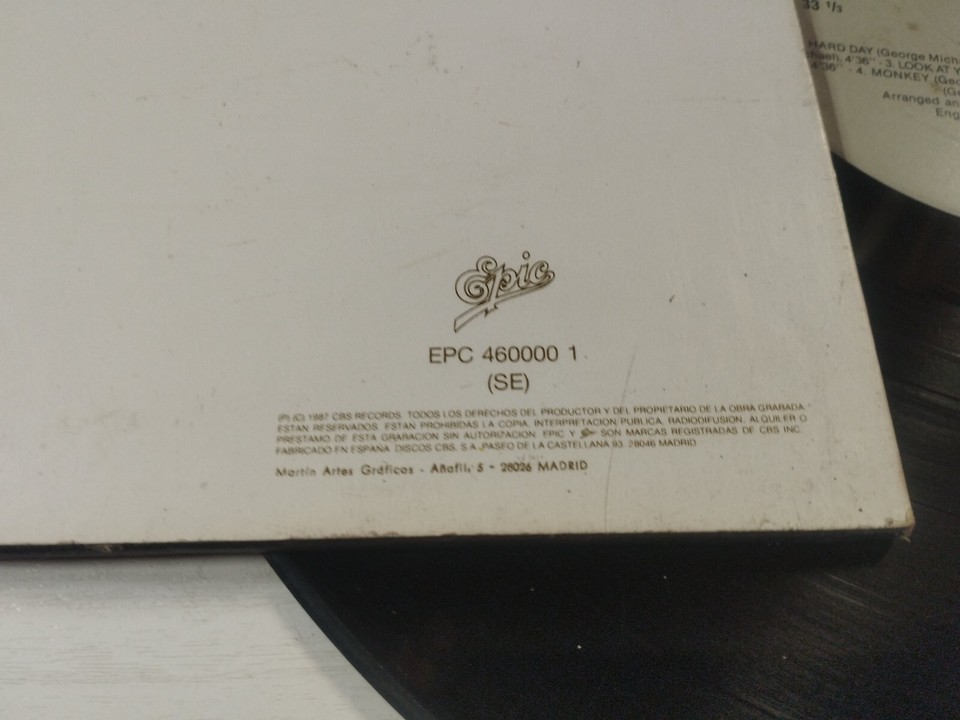 33 1/3
HARD DAY (George Mich
4'36'' - 3. LOOK AT Y
4'36'' - 4. MONKEY (Geo
(Ge
Arranged an
Eng
Epic
EPC 460000 1
(SE)
(P) (C) 1987 CBS RECORDS. TODOS LOS DERECHOS DEL PRODUCTOR Y DEL PROPIETARIO DE LA OBRA GRABADA
ESTAN RESERVADOS. ESTAN PROHIBIDAS LA COPIA, INTERPRETACION PUBLICA, RADIODIFUSION, ALQUILER O
PRESTAMO DE ESTA GRABACION SIN AUTORIZACION. EPIC Y SON MARCAS REGISTRADAS DE CBS INC.
FABRICADO EN ESPAÑA DISCOS CBS, S.A. PASEO DE LA CASTELLANA 93. 28046 MADRID
Martín Artes Gráficas - Añafil, 5 - 28026 MADRID